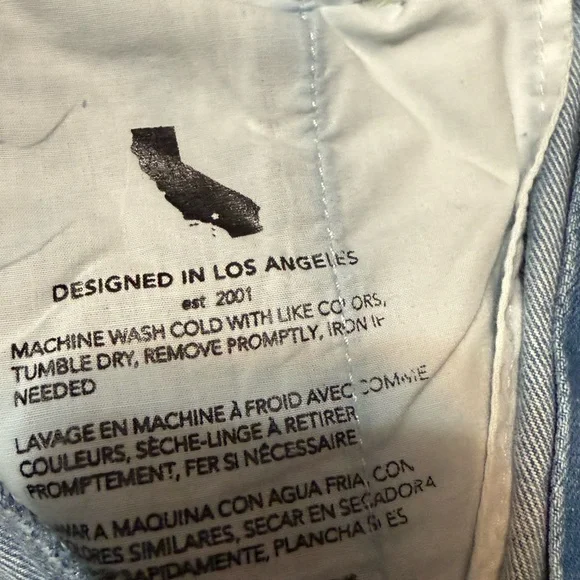 DESIGNED IN LOS ANGELES
est 2001
MACHINE WASH COLD WITH LIKE COLORS,
TUMBLE DRY, REMOVE PROMPTLY, IRON IF
NEEDED
LAVAGE EN MACHINE À FROID AVEC COMME
COULEURS, SÈCHE-LINGE À RETIRER
PROMPTEMENT, FER SI NÉCESSAIRE
A MAQUINA CON AGUA FRIA, CON
SIMILARES, SECAR EN SECADORA
RAPIDAMENTE, PLANCHA